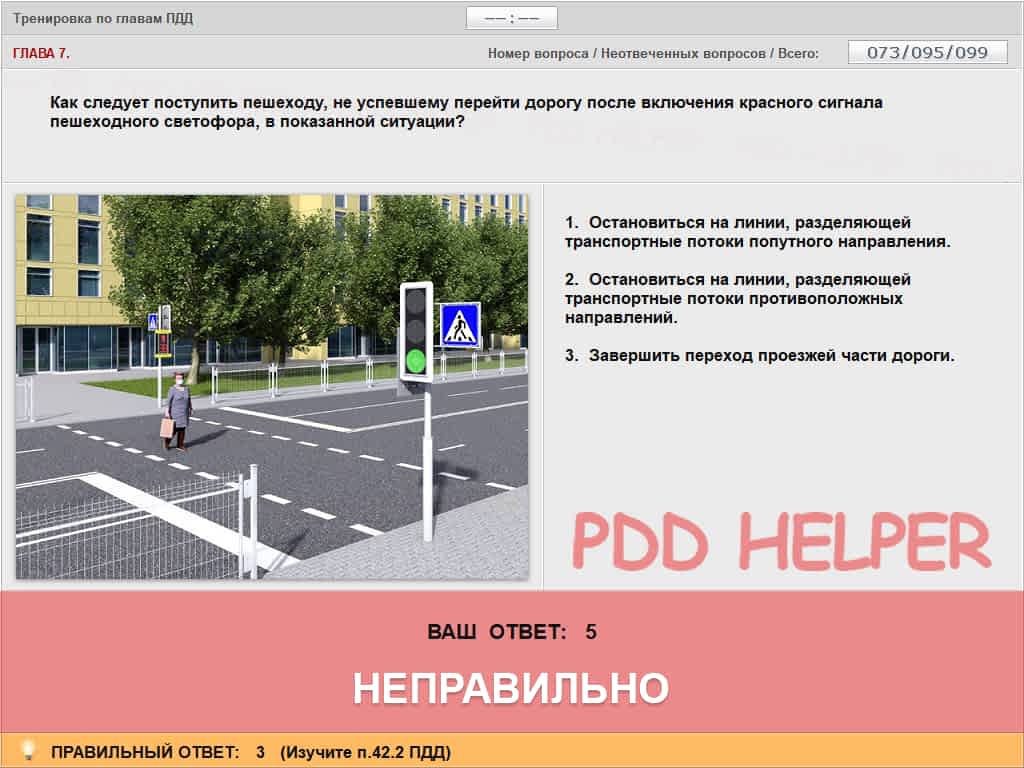 Тренировка по главам ПДД
—— : ——
ГЛАВА 7.
Номер вопроса / Неотвеченных вопросов / Всего:
073/095/099
Как следует поступить пешеходу, не успевшему перейти дорогу после включения красного сигнала
пешеходного светофора, в показанной ситуации?
1. Остановиться на линии, разделяющей
транспортные потоки попутного направления.
2. Остановиться на линии, разделяющей
транспортные потоки противоположных
направлений.
3. Завершить переход проезжей части дороги.
PDD HELPER
ВАШ ОТВЕТ: 5
НЕПРАВИЛЬНО
ПРАВИЛЬНЫЙ ОТВЕТ: 3 (Изучите п.42.2 ПДД)